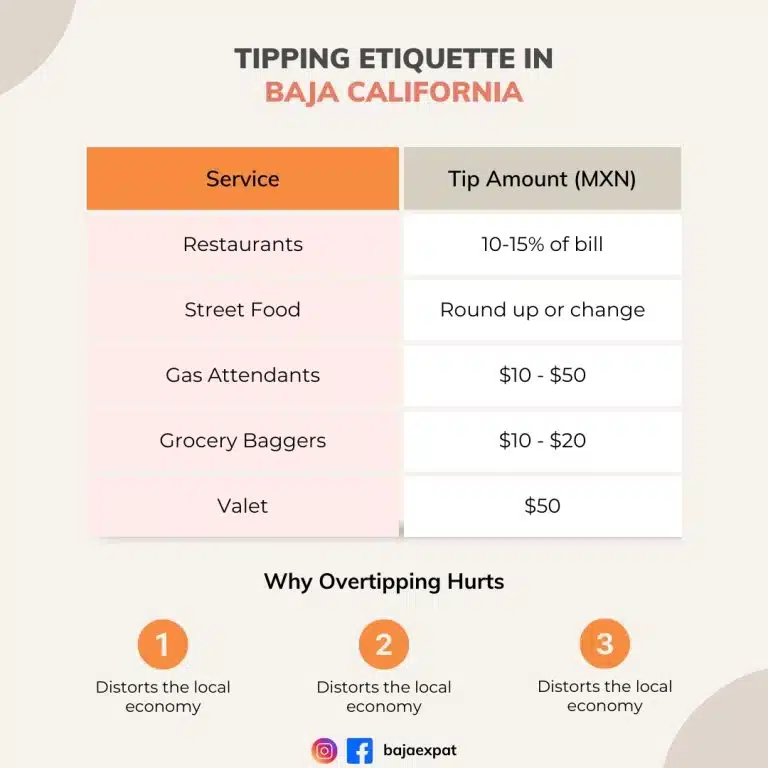 TIPPING ETIQUETTE IN
BAJA CALIFORNIA
Service Tip Amount (MXN)
Restaurants 10-15% of bill
Street Food Round up or change
Gas Attendants $10 - $50
Grocery Baggers $10 - $20
Valet $50
Why Overtipping Hurts
1 2 3
Distorts the local Distorts the local Distorts the local
economy economy economy
bajaexpat